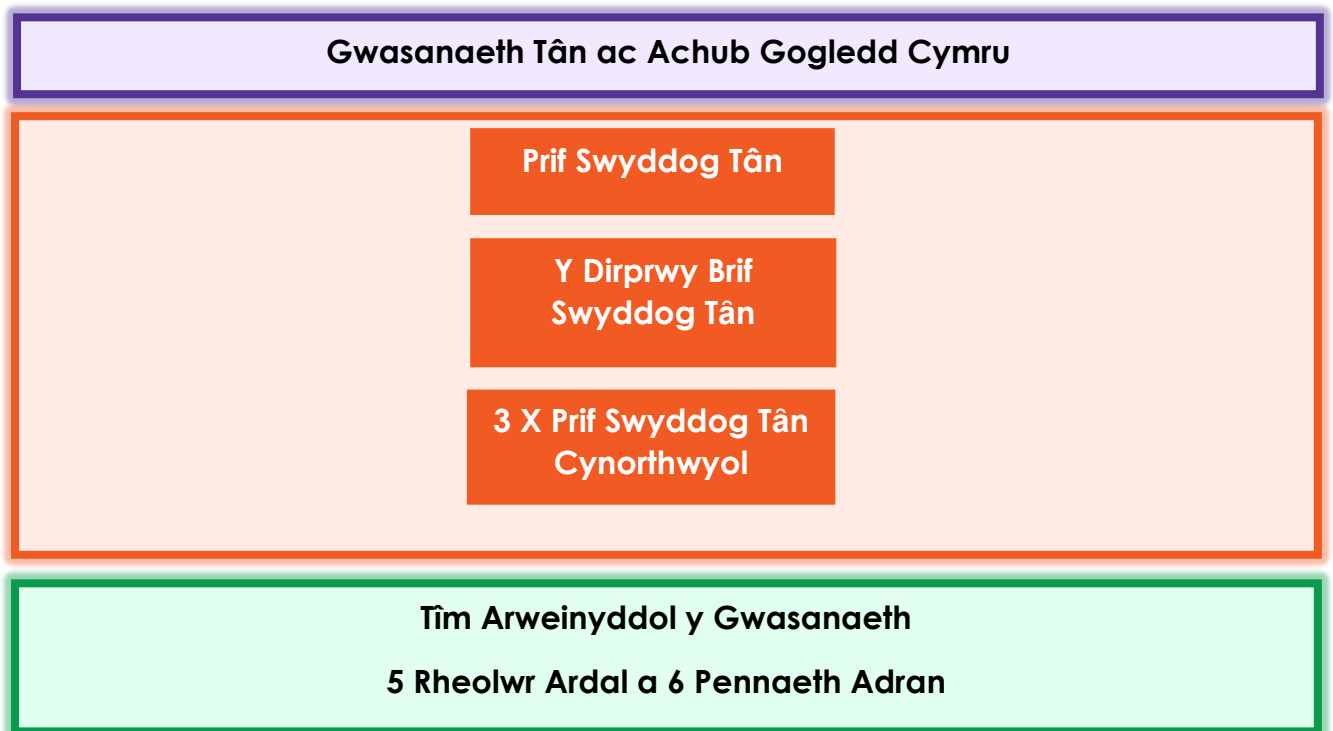 Gwasanaeth Tân ac Achub Gogledd Cymru
Prif Swyddog Tân
Y Dirprwy Brif
Swyddog Tân
3 X Prif Swyddog Tân
Cynorthwyol
Tîm Arweinyddol y Gwasanaeth
5 Rheolwr Ardal a 6 Pennaeth Adran